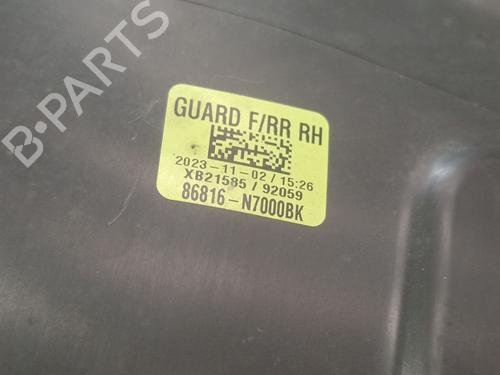 GUARD F/RR RH
2023-11-02/15:26
XB21585 / 92059
86816-N7000BK
B-PARTS